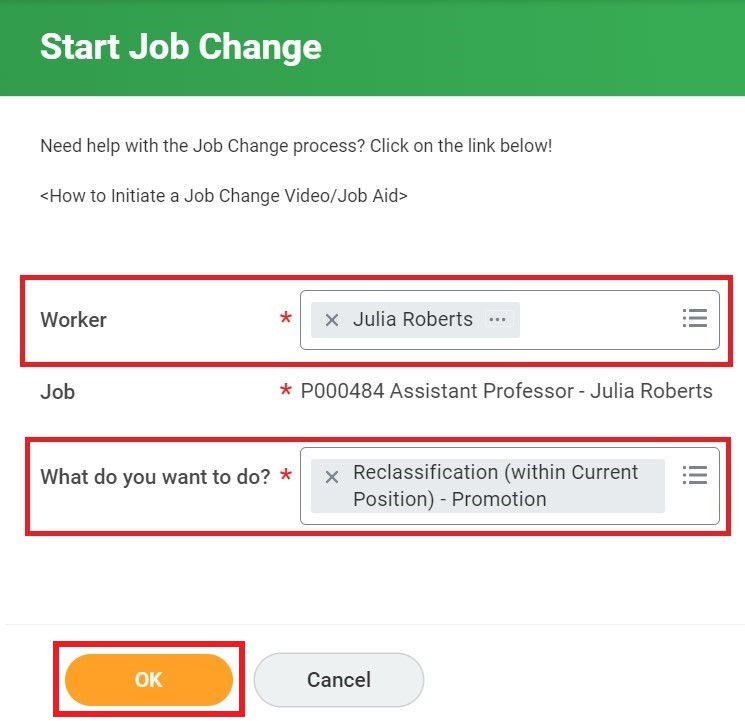 Start Job Change
Need help with the Job Change process? Click on the link below!
<How to Initiate a Job Change Video/Job Aid>
Worker * × Julia Roberts ···
Job * P000484 Assistant Professor - Julia Roberts
What do you want to do? * × Reclassification (within Current
Position) - Promotion
OK Cancel